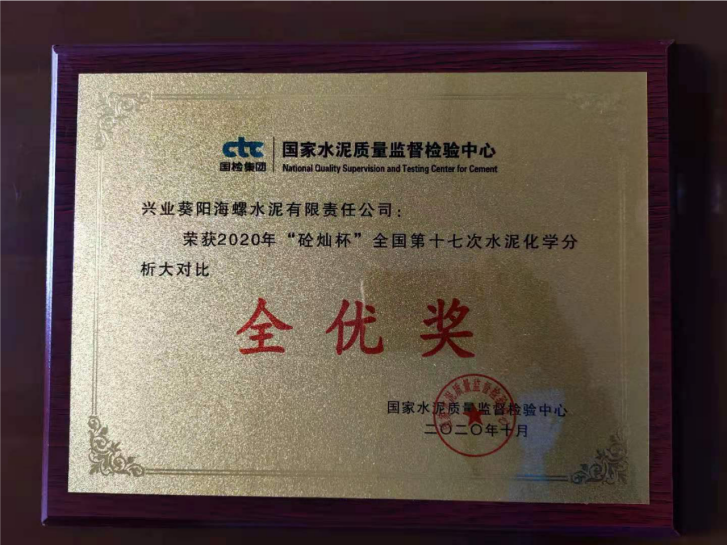 ctc 国检集团
国家水泥质量监督检验中心
National Quality Supervision and Testing Center for Cement
兴业葵阳海螺水泥有限责任公司：
荣获2020年“砼灿杯”全国第十七次水泥化学分
析大对比
全优奖
国家水泥质量监督检验中心
二〇二〇年十月